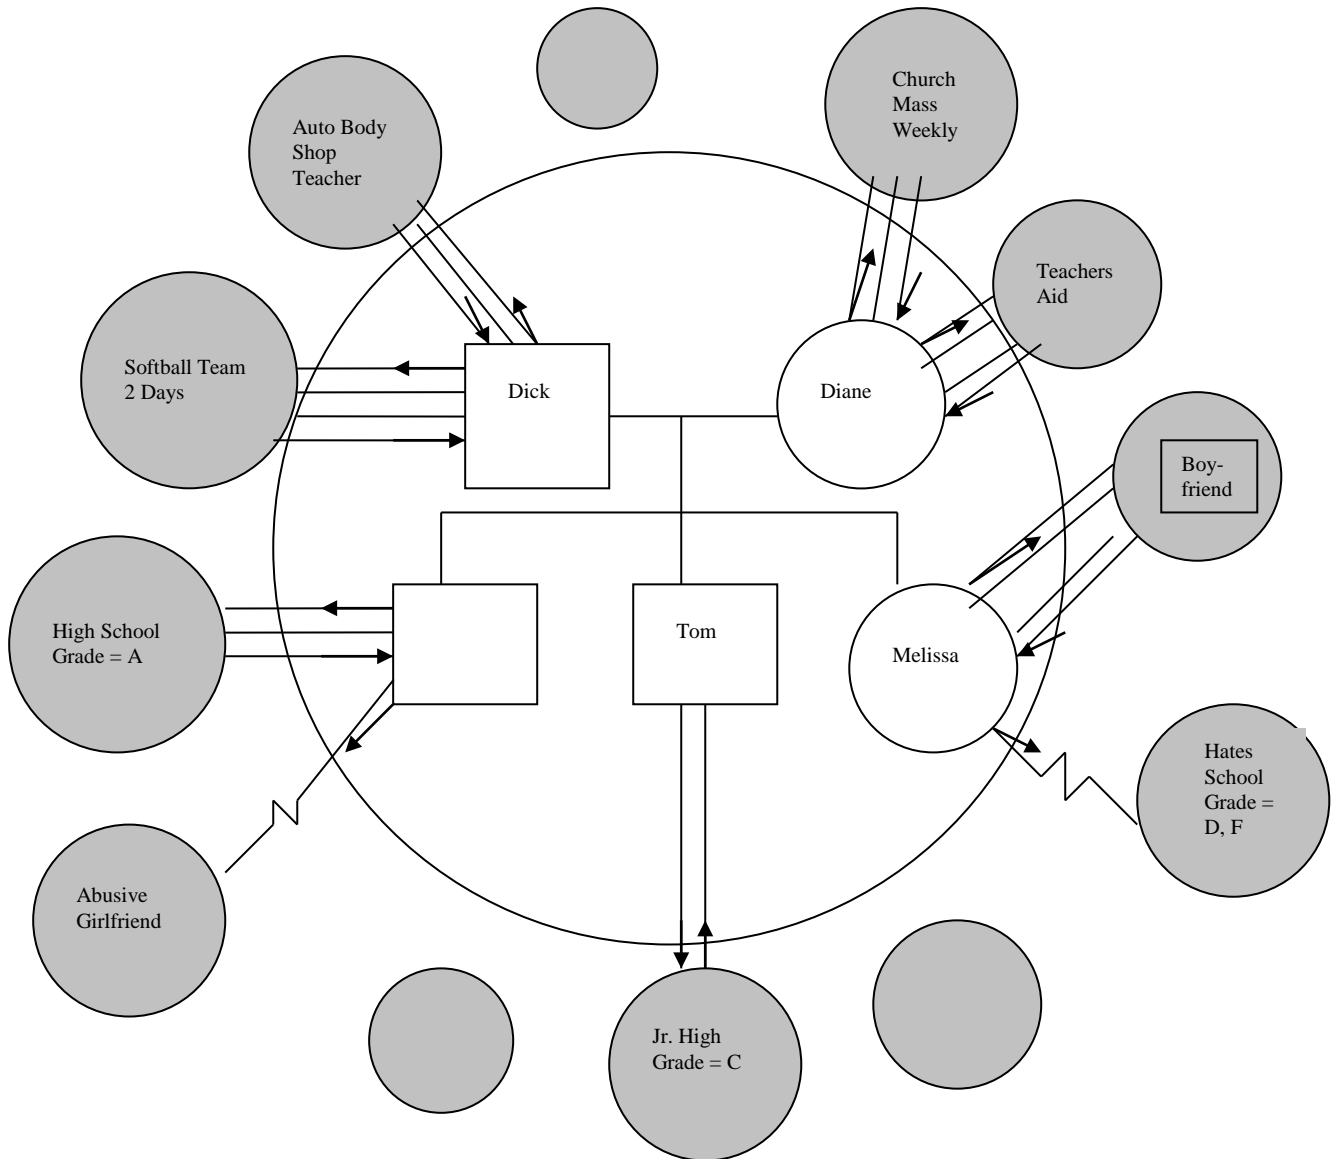 Church
Mass
Weekly
Auto Body
Shop
Teacher
Teachers
Aid
Softball Team
2 Days
Dick
Diane
Boy-
friend
High School
Grade = A
Tom
Melissa
Hates
School
Grade =
D, F
Abusive
Girlfriend
Jr. High
Grade = C